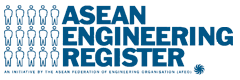 ASEAN
ENGINEERING
REGISTER
AN INITIATIVE BY THE ASEAN FEDERATION OF ENGINEERING ORGANISATION (AFEO)